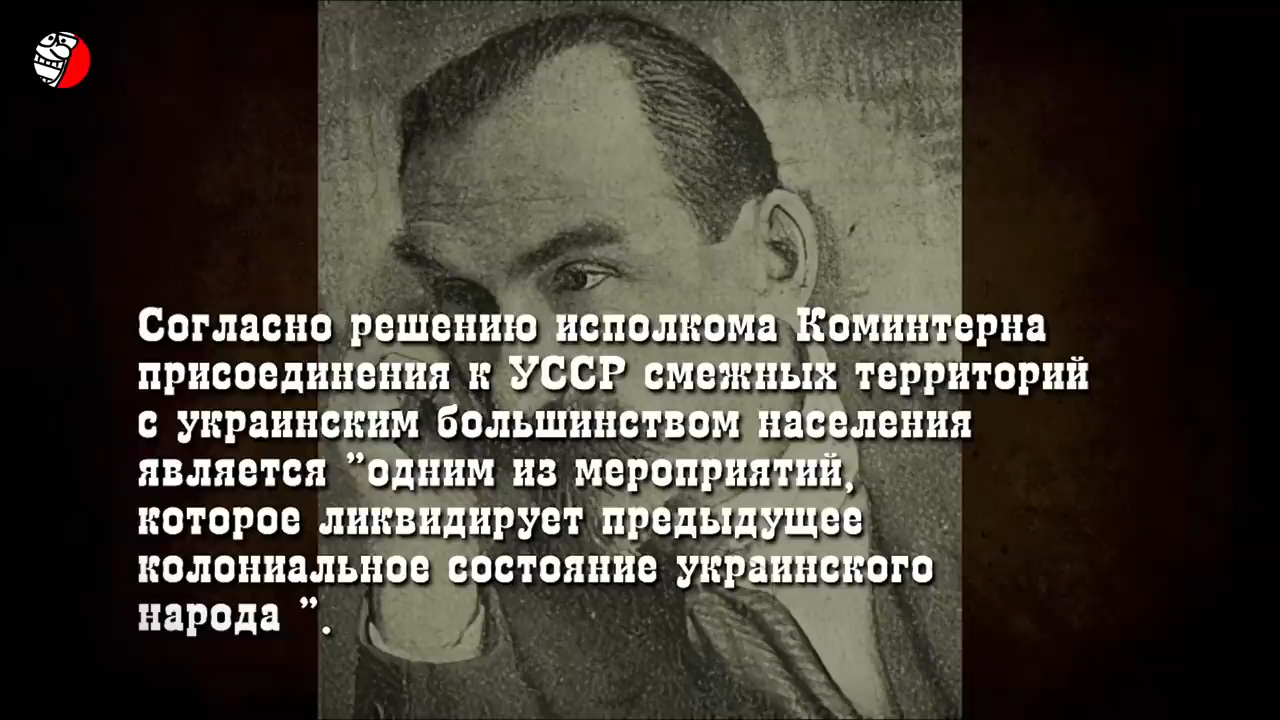 Согласно решению исполкома Коминтерна
присоединения к УССР смежных территорий
с украинским большинством населения
является ”одним из мероприятий,
которое ликвидирует предыдущее
колониальное состояние украинского
народа ”.